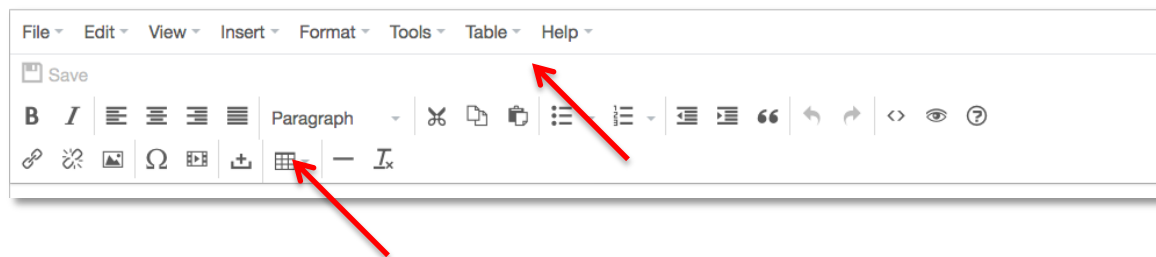 File Edit View Insert Format Tools Table Help
Save
B I Paragraph
Ω